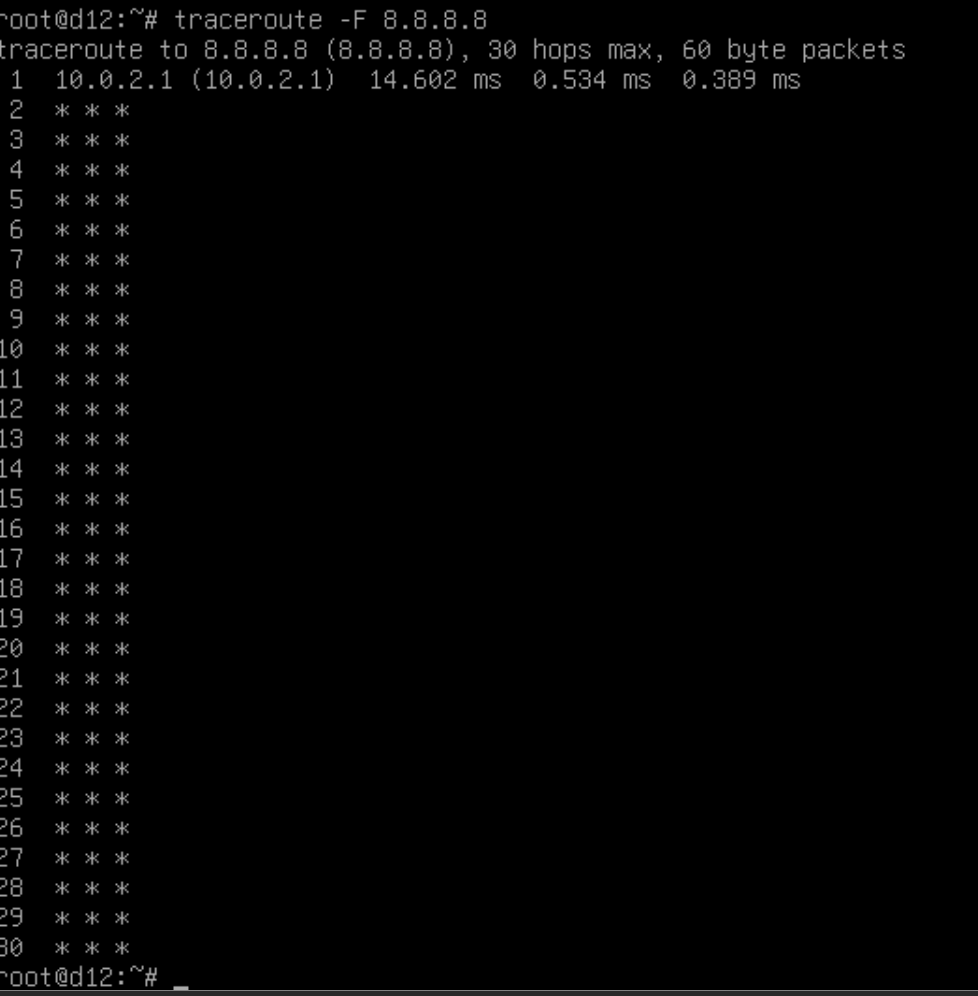 root@d12:~# traceroute -F 8.8.8.8
traceroute to 8.8.8.8 (8.8.8.8), 30 hops max, 60 byte packets
 1  10.0.2.1 (10.0.2.1)  14.602 ms  0.534 ms  0.389 ms
 2  * * *
 3  * * *
 4  * * *
 5  * * *
 6  * * *
 7  * * *
 8  * * *
 9  * * *
10  * * *
11  * * *
12  * * *
13  * * *
14  * * *
15  * * *
16  * * *
17  * * *
18  * * *
19  * * *
20  * * *
21  * * *
22  * * *
23  * * *
24  * * *
25  * * *
26  * * *
27  * * *
28  * * *
29  * * *
30  * * *
root@d12:~# _